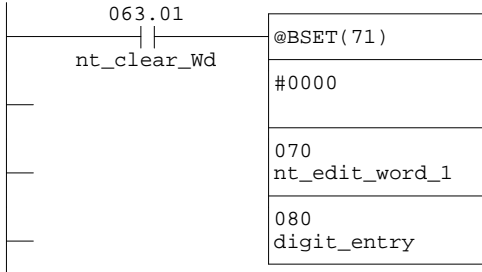 063.01
nt_clear_Wd
@BSET(71)
#0000
070
nt_edit_word_1
080
digit_entry